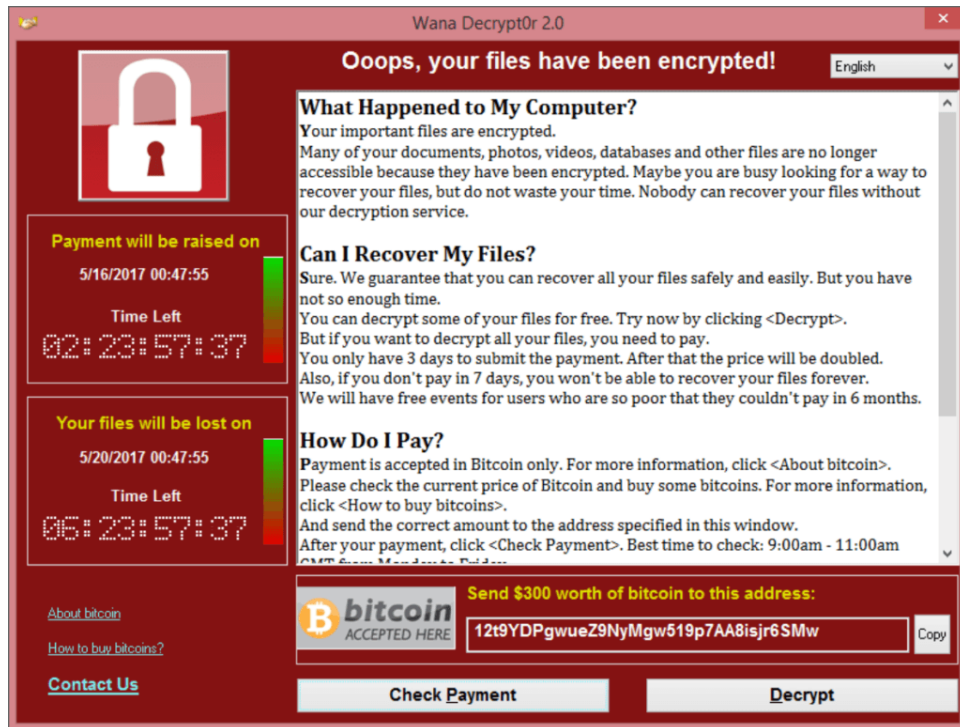 Wana Decrypt0r 2.0
Ooops, your files have been encrypted!
English
Payment will be raised on
5/16/2017 00:47:55
Time Left
02:23:57:37
Your files will be lost on
5/20/2017 00:47:55
Time Left
06:23:57:37
About bitcoin
How to buy bitcoins?
Contact Us
What Happened to My Computer?
Your important files are encrypted.
Many of your documents, photos, videos, databases and other files are no longer
accessible because they have been encrypted. Maybe you are busy looking for a way to
recover your files, but do not waste your time. Nobody can recover your files without
our decryption service.
Can I Recover My Files?
Sure. We guarantee that you can recover all your files safely and easily. But you have
not so enough time.
You can decrypt some of your files for free. Try now by clicking <Decrypt>.
But if you want to decrypt all your files, you need to pay.
You only have 3 days to submit the payment. After that the price will be doubled.
Also, if you don't pay in 7 days, you won't be able to recover your files forever.
We will have free events for users who are so poor that they couldn't pay in 6 months.
How Do I Pay?
Payment is accepted in Bitcoin only. For more information, click <About bitcoin>.
Please check the current price of Bitcoin and buy some bitcoins. For more information,
click <How to buy bitcoins>.
And send the correct amount to the address specified in this window.
After your payment, click <Check Payment>. Best time to check: 9:00am - 11:00am
GMT from Monday to Friday.
bitcoin
ACCEPTED HERE
Send $300 worth of bitcoin to this address:
12t9YDPgwueZ9NyMgw519p7AA8isjr6SMw
Copy
Check Payment
Decrypt